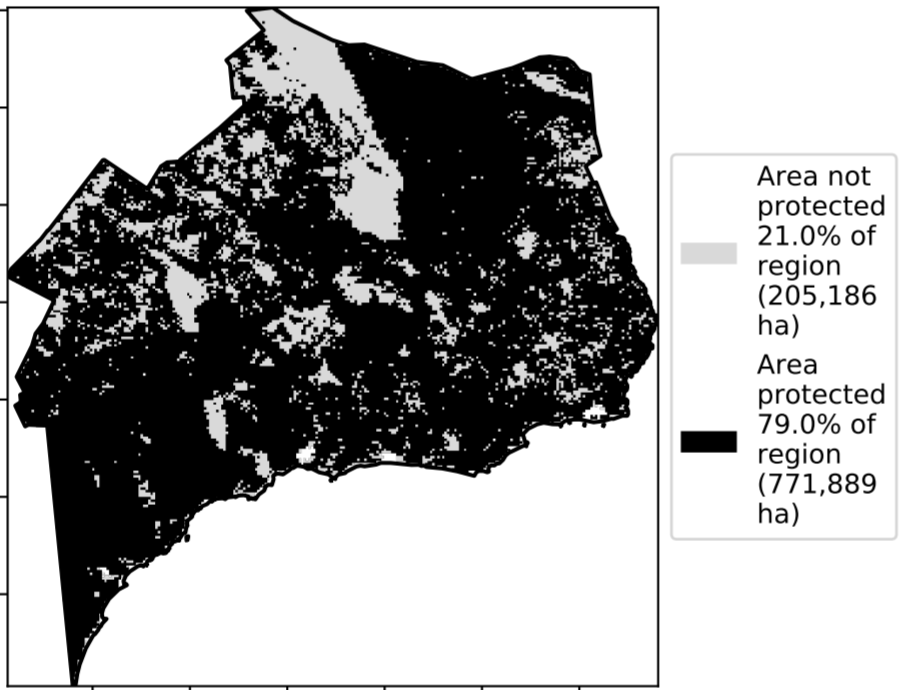 Area not
protected
21.0% of
region
(205,186
ha)
Area
protected
79.0% of
region
(771,889
ha)